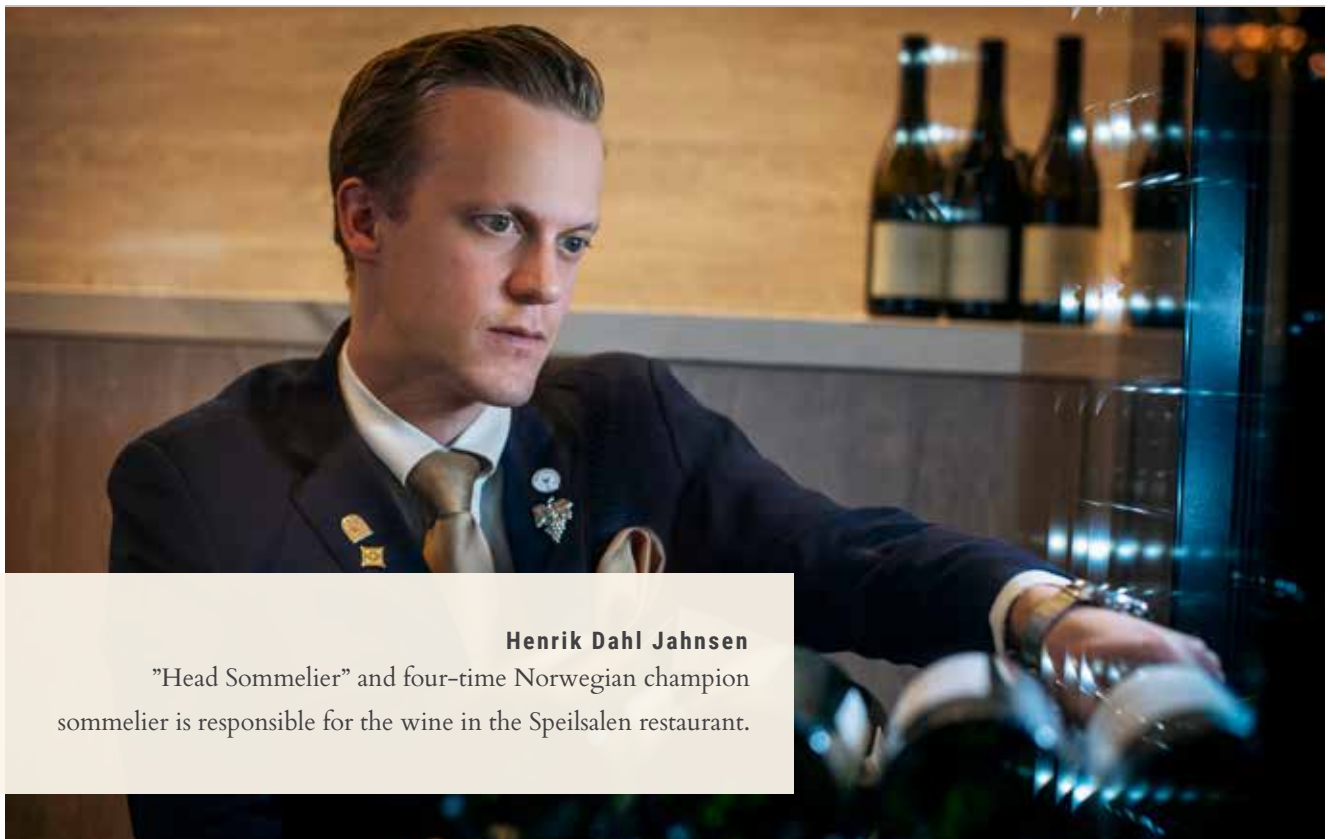 Henrik Dahl Jahnsen
”Head Sommelier” and four-time Norwegian champion
sommelier is responsible for the wine in the Speilsalen restaurant.